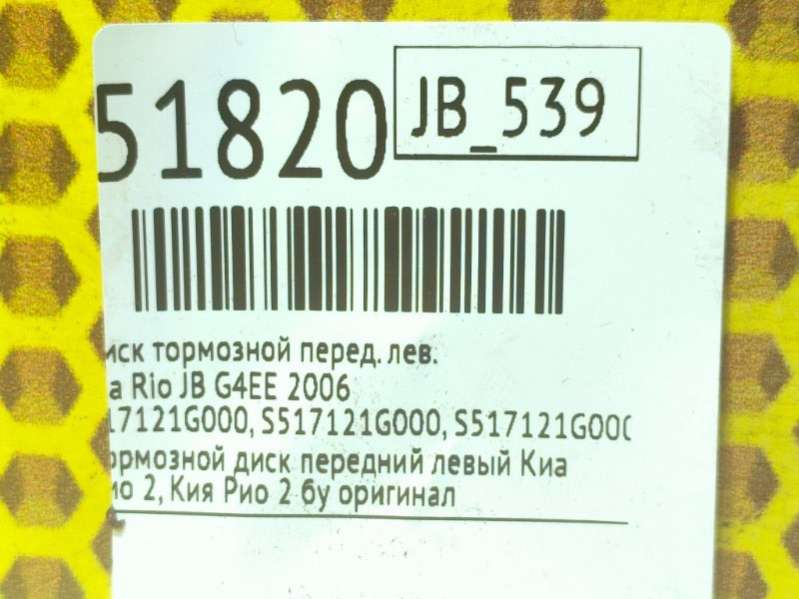 51820
JB_539
иск тормозной перед. лев.
а Rio JB G4EE 2006
17121G000, S517121G000, S517121G000
ормозной диск передний левый Киа
ио 2, Кия Рио 2 бу оригинал